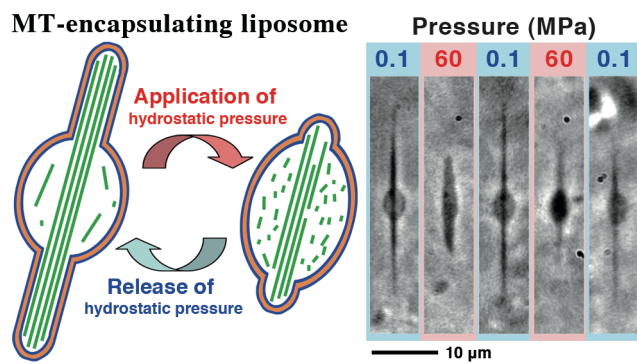 MT-encapsulating liposome
Application of
hydrostatic pressure
Release of
hydrostatic pressure
Pressure (MPa)
0.1 60 0.1 60 0.1
10 μm